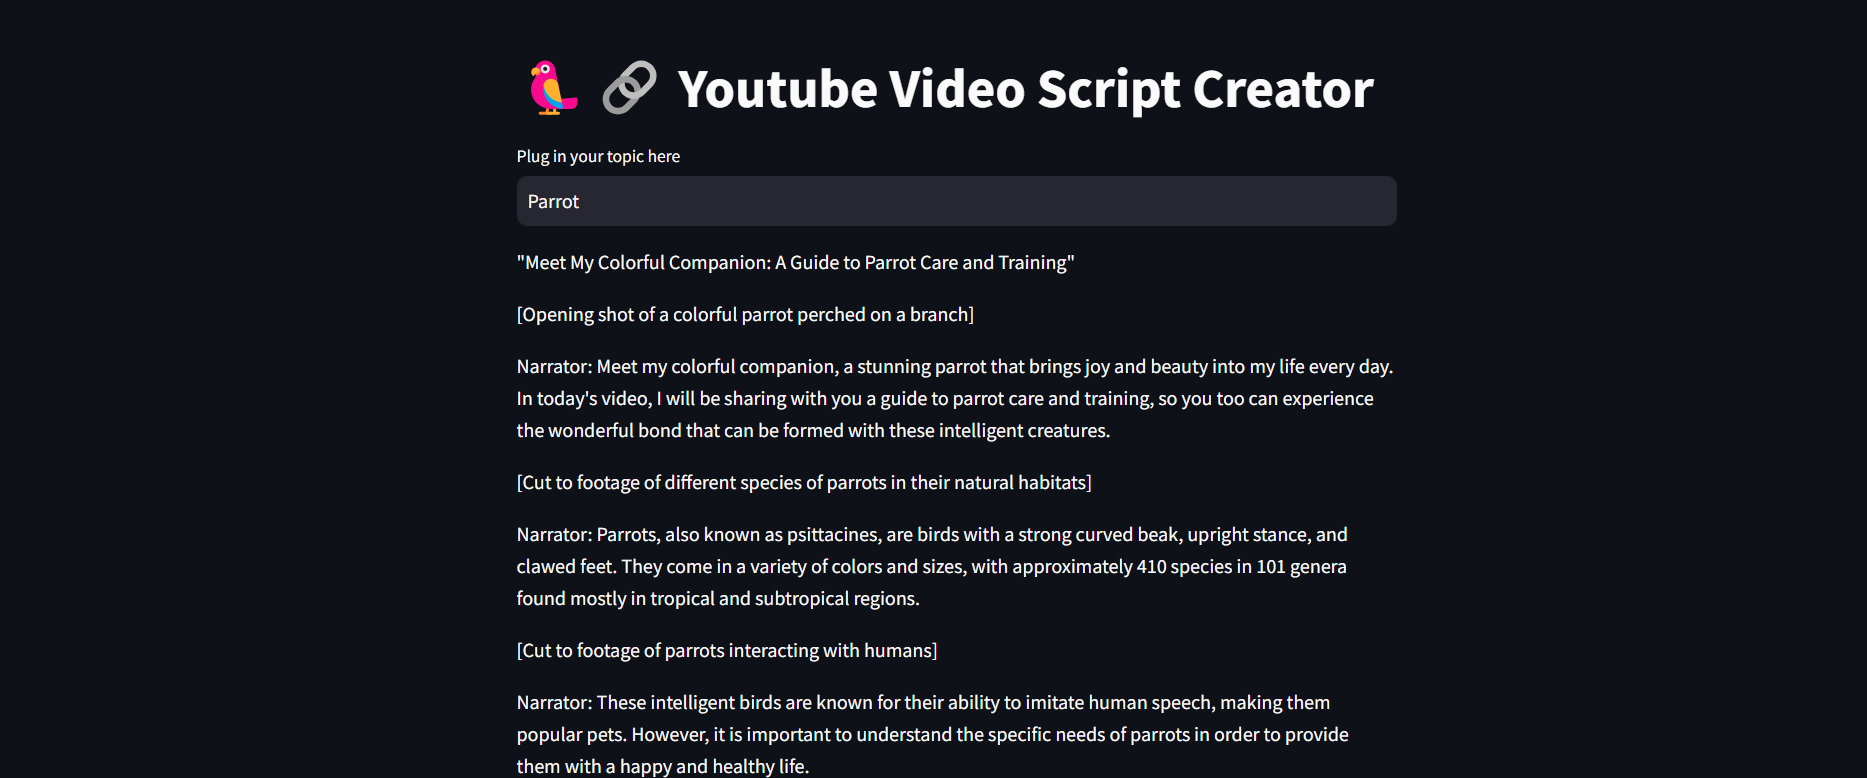 Youtube Video Script Creator
Plug in your topic here
Parrot
"Meet My Colorful Companion: A Guide to Parrot Care and Training"
[Opening shot of a colorful parrot perched on a branch]
Narrator: Meet my colorful companion, a stunning parrot that brings joy and beauty into my life every day.
In today's video, I will be sharing with you a guide to parrot care and training, so you too can experience
the wonderful bond that can be formed with these intelligent creatures.
[Cut to footage of different species of parrots in their natural habitats]
Narrator: Parrots, also known as psittacines, are birds with a strong curved beak, upright stance, and
clawed feet. They come in a variety of colors and sizes, with approximately 410 species in 101 genera
found mostly in tropical and subtropical regions.
[Cut to footage of parrots interacting with humans]
Narrator: These intelligent birds are known for their ability to imitate human speech, making them
popular pets. However, it is important to understand the specific needs of parrots in order to provide
them with a happy and healthy life.